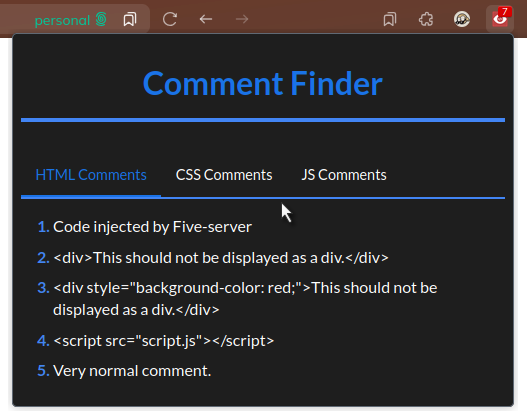 personal
7
Comment Finder
HTML Comments CSS Comments JS Comments
1. Code injected by Five-server
2. <div>This should not be displayed as a div.</div>
3. <div style="background-color: red;">This should not be
displayed as a div.</div>
4. <script src="script.js"></script>
5. Very normal comment.